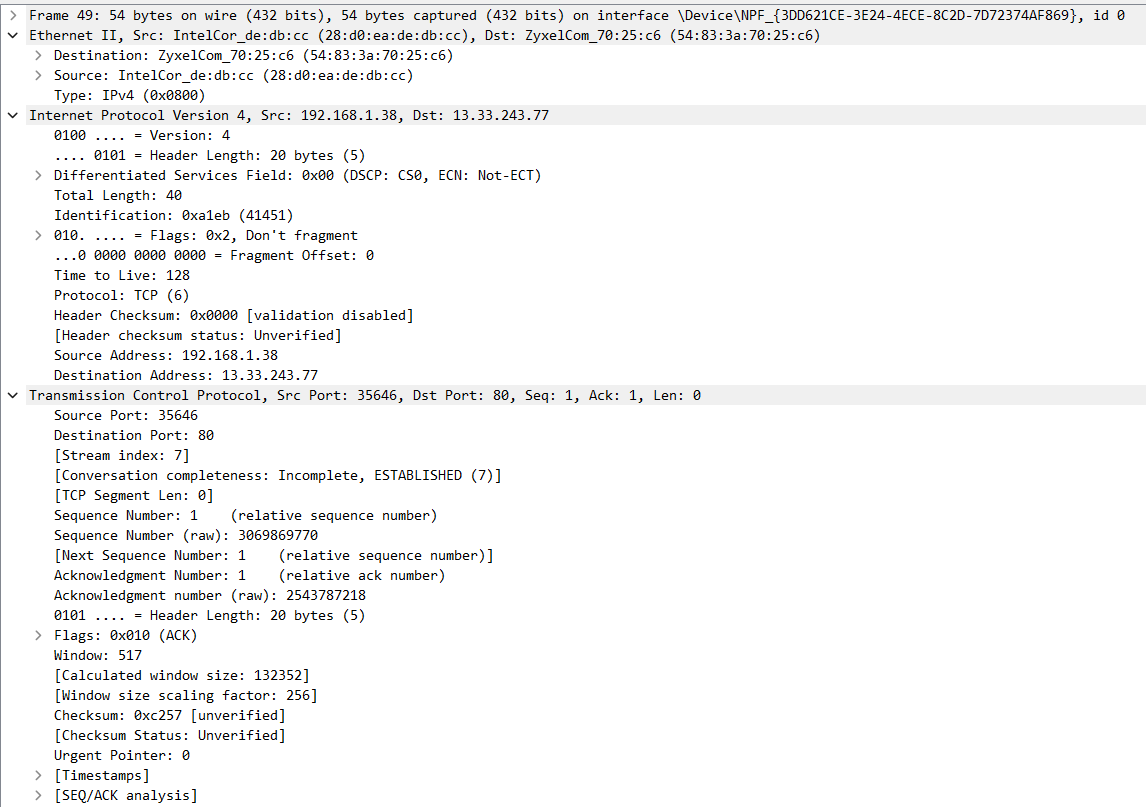 Frame 49: 54 bytes on wire (432 bits), 54 bytes captured (432 bits) on interface \Device\NPF_{3DD621CE-3E24-4ECE-8C2D-7D72374AF869}, id 0
Ethernet II, Src: IntelCor_de:db:cc (28:d0:ea:de:db:cc), Dst: ZyxelCom_70:25:c6 (54:83:3a:70:25:c6)
Destination: ZyxelCom_70:25:c6 (54:83:3a:70:25:c6)
Source: IntelCor_de:db:cc (28:d0:ea:de:db:cc)
Type: IPv4 (0x0800)
Internet Protocol Version 4, Src: 192.168.1.38, Dst: 13.33.243.77
0100 .... = Version: 4
.... 0101 = Header Length: 20 bytes (5)
Differentiated Services Field: 0x00 (DSCP: CS0, ECN: Not-ECT)
Total Length: 40
Identification: 0xa1eb (41451)
010. .... = Flags: 0x2, Don't fragment
...0 0000 0000 0000 = Fragment Offset: 0
Time to Live: 128
Protocol: TCP (6)
Header Checksum: 0x0000 [validation disabled]
[Header checksum status: Unverified]
Source Address: 192.168.1.38
Destination Address: 13.33.243.77
Transmission Control Protocol, Src Port: 35646, Dst Port: 80, Seq: 1, Ack: 1, Len: 0
Source Port: 35646
Destination Port: 80
[Stream index: 7]
[Conversation completeness: Incomplete, ESTABLISHED (7)]
[TCP Segment Len: 0]
Sequence Number: 1    (relative sequence number)
Sequence Number (raw): 3069869770
[Next Sequence Number: 1    (relative sequence number)]
Acknowledgment Number: 1    (relative ack number)
Acknowledgment number (raw): 2543787218
0101 .... = Header Length: 20 bytes (5)
Flags: 0x010 (ACK)
Window: 517
[Calculated window size: 132352]
[Window size scaling factor: 256]
Checksum: 0xc257 [unverified]
[Checksum Status: Unverified]
Urgent Pointer: 0
[Timestamps]
[SEQ/ACK analysis]